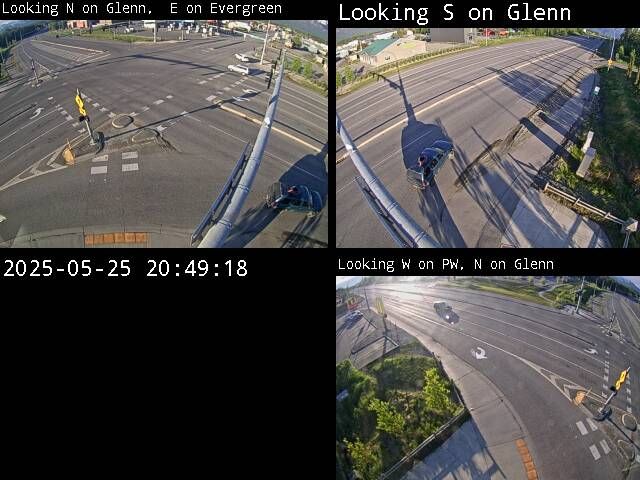 Looking N on Glenn,  E on Evergreen
Looking S on Glenn
2025-05-25 20:49:18
Looking W on PW, N on Glenn